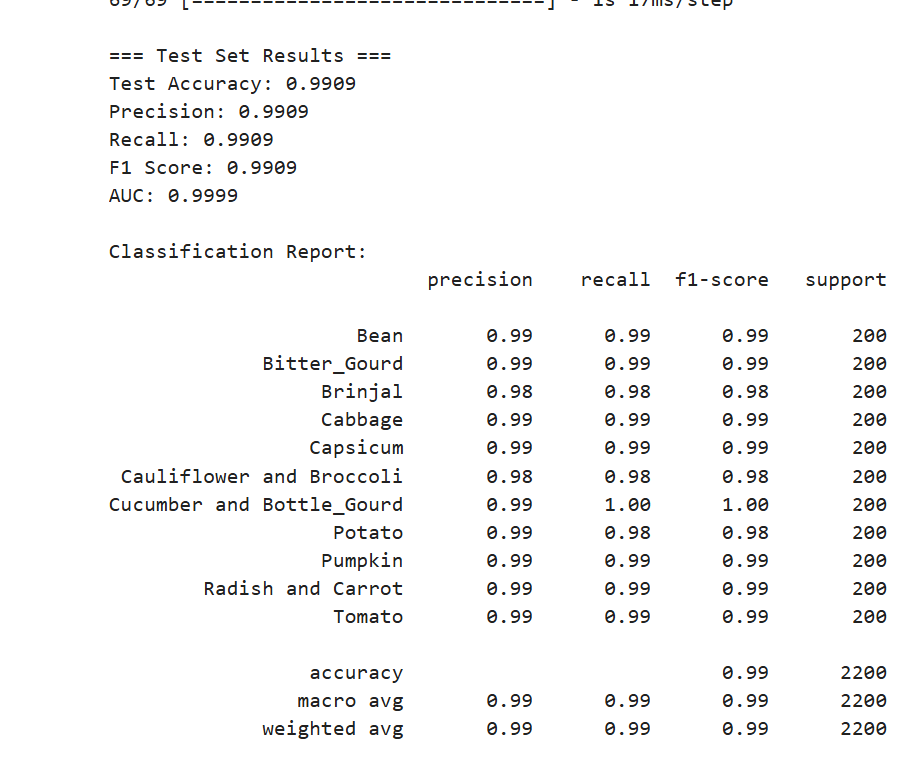 69/69 [==============================] - 1s 17ms/step
=== Test Set Results ===
Test Accuracy: 0.9909
Precision: 0.9909
Recall: 0.9909
F1 Score: 0.9909
AUC: 0.9999
Classification Report:
precision recall f1-score support
Bean 0.99 0.99 0.99 200
Bitter_Gourd 0.99 0.99 0.99 200
Brinjal 0.98 0.98 0.98 200
Cabbage 0.99 0.99 0.99 200
Capsicum 0.99 0.99 0.99 200
Cauliflower and Broccoli 0.98 0.98 0.98 200
Cucumber and Bottle_Gourd 0.99 1.00 1.00 200
Potato 0.99 0.98 0.98 200
Pumpkin 0.99 0.99 0.99 200
Radish and Carrot 0.99 0.99 0.99 200
Tomato 0.99 0.99 0.99 200
accuracy 0.99 2200
macro avg 0.99 0.99 0.99 2200
weighted avg 0.99 0.99 0.99 2200